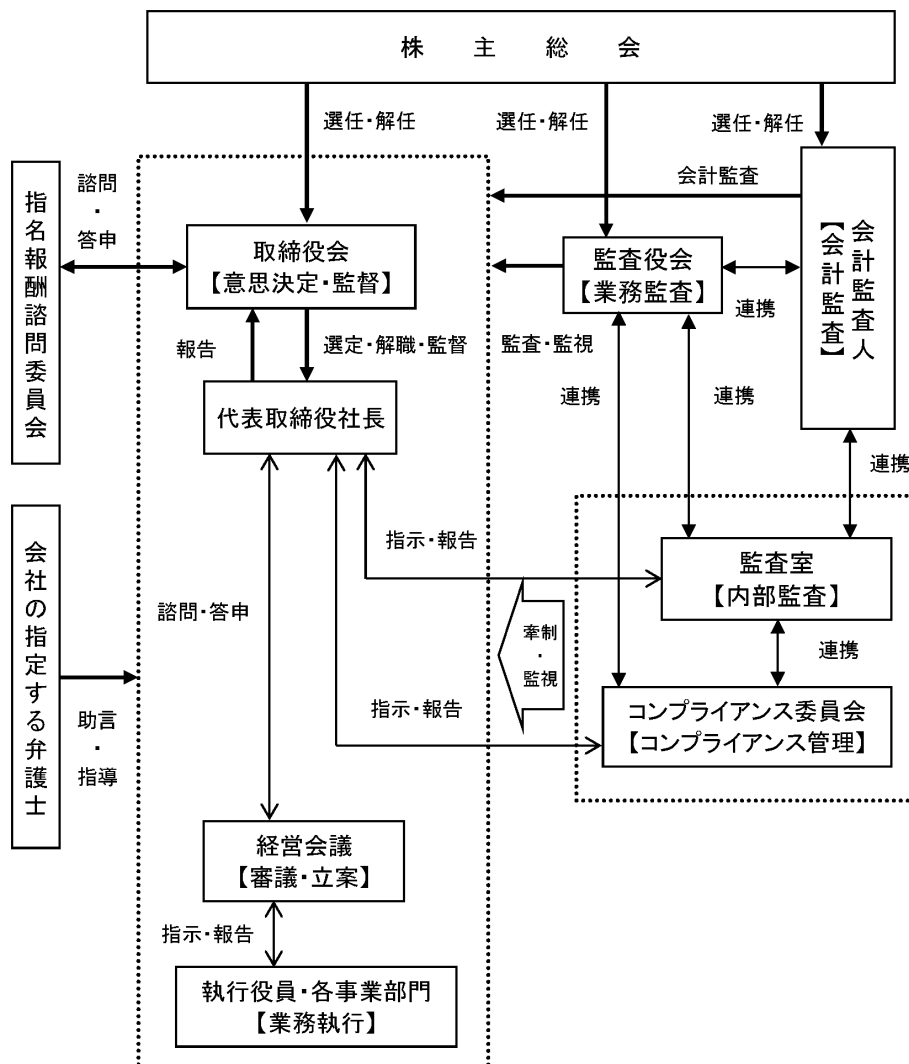 株主総会
選任・解任
選任・解任
選任・解任
会計監査
指名報酬諮問委員会
諮問
・
答申
取締役会
【意思決定・監督】
監査役会
【業務監査】
連携
会計監査人
【会計監査】
報告
選定・解職・監督
監査・監視
代表取締役社長
連携
連携
連携
会社の指定する弁護士
助言
・
指導
指示・報告
監査室
【内部監査】
諮問・答申
牽制
・
監視
連携
指示・報告
コンプライアンス委員会
【コンプライアンス管理】
経営会議
【審議・立案】
指示・報告
執行役員・各事業部門
【業務執行】